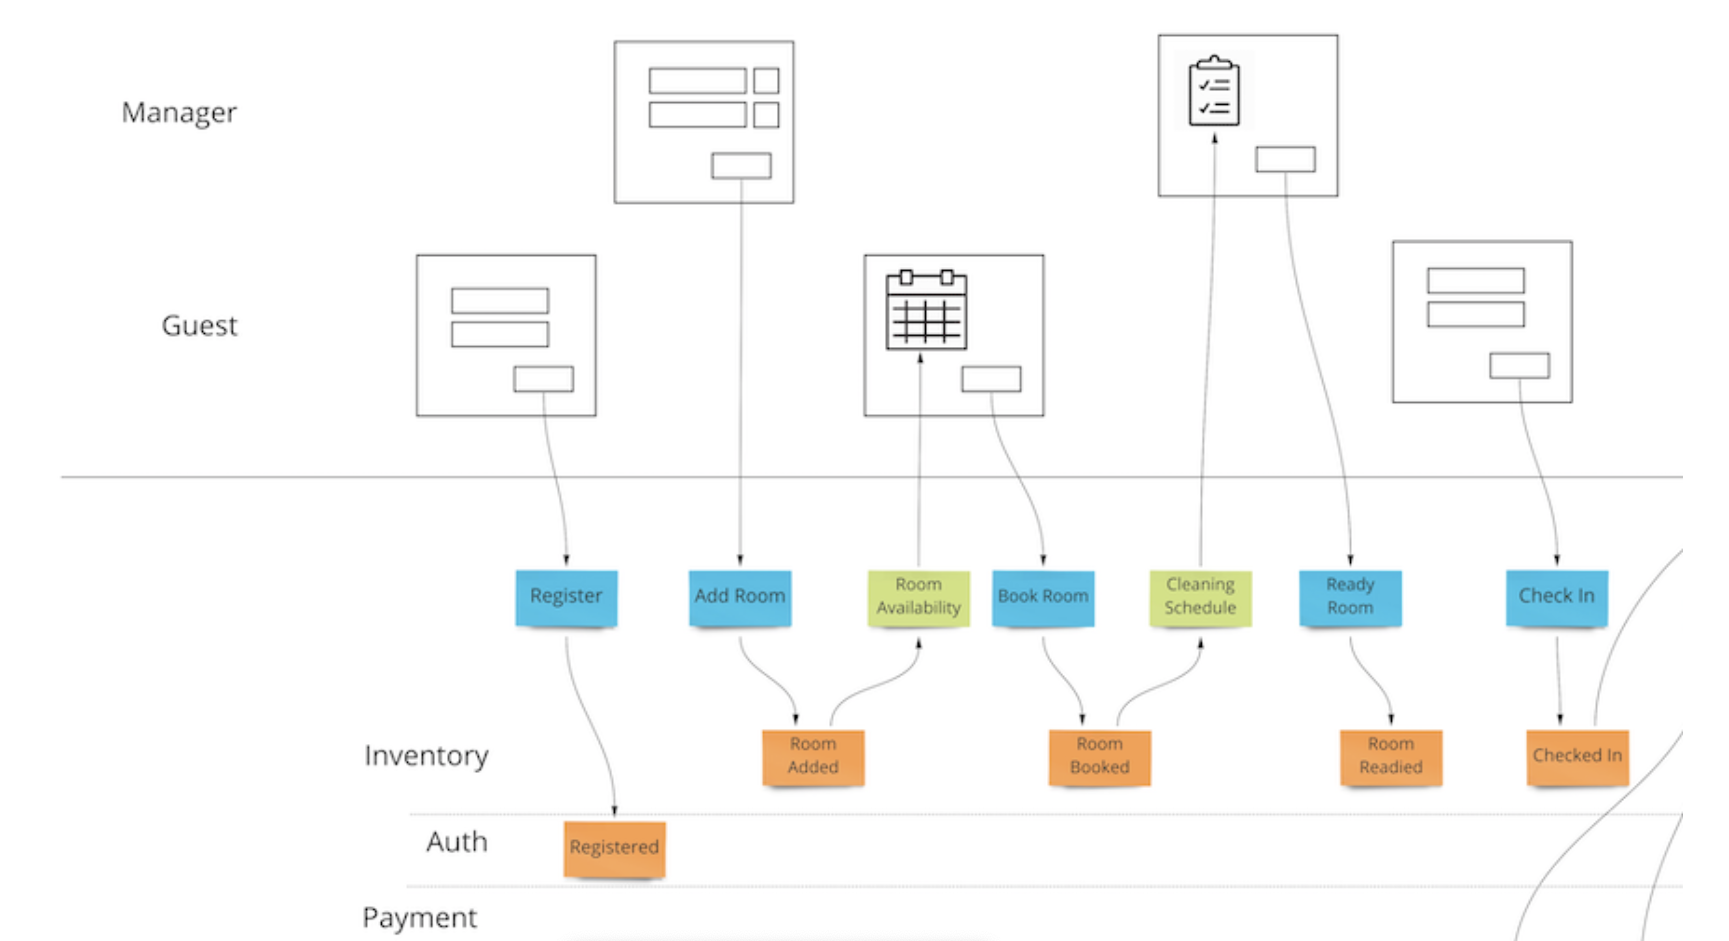 Manager
Guest
Register
Add Room
Room
Availability
Book Room
Cleaning
Schedule
Ready
Room
Check In
Inventory
Room
Added
Room
Booked
Room
Readied
Checked In
Auth
Registered
Payment